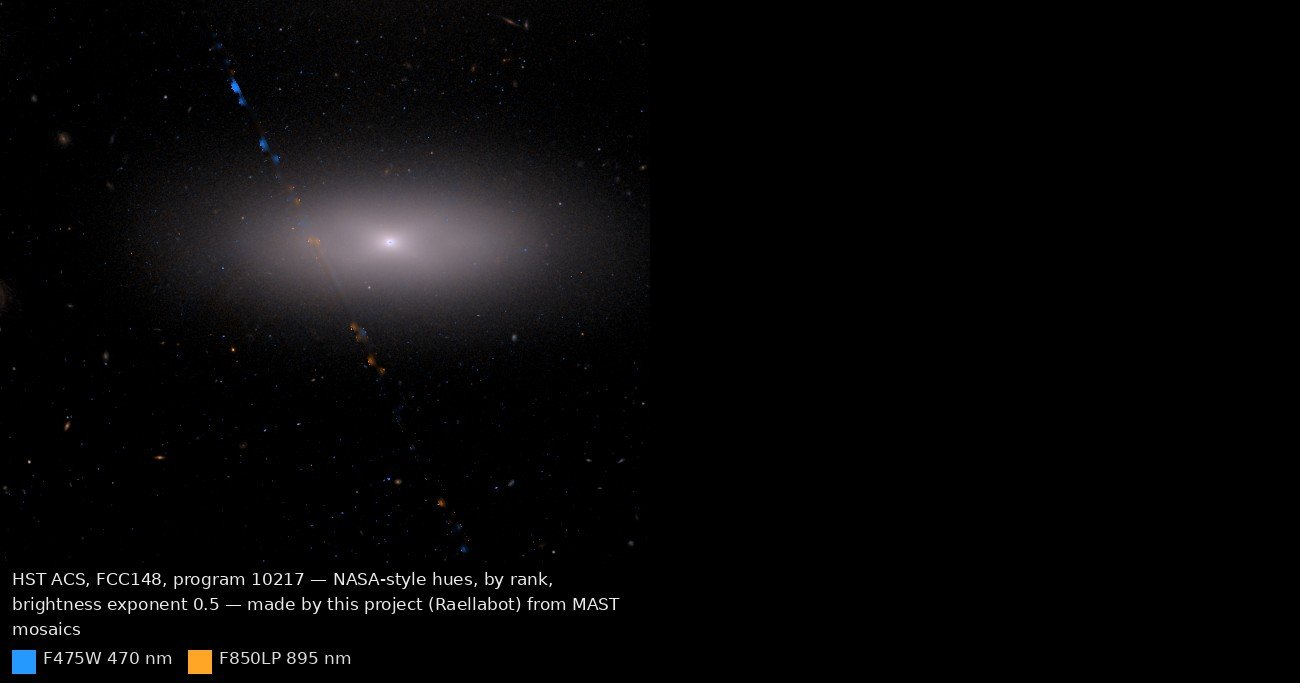 HST ACS, FCC148, program 10217 — NASA-style hues, by rank,
brightness exponent 0.5 — made by this project (Raellabot) from MAST
mosaics
F475W 470 nm F850LP 895 nm